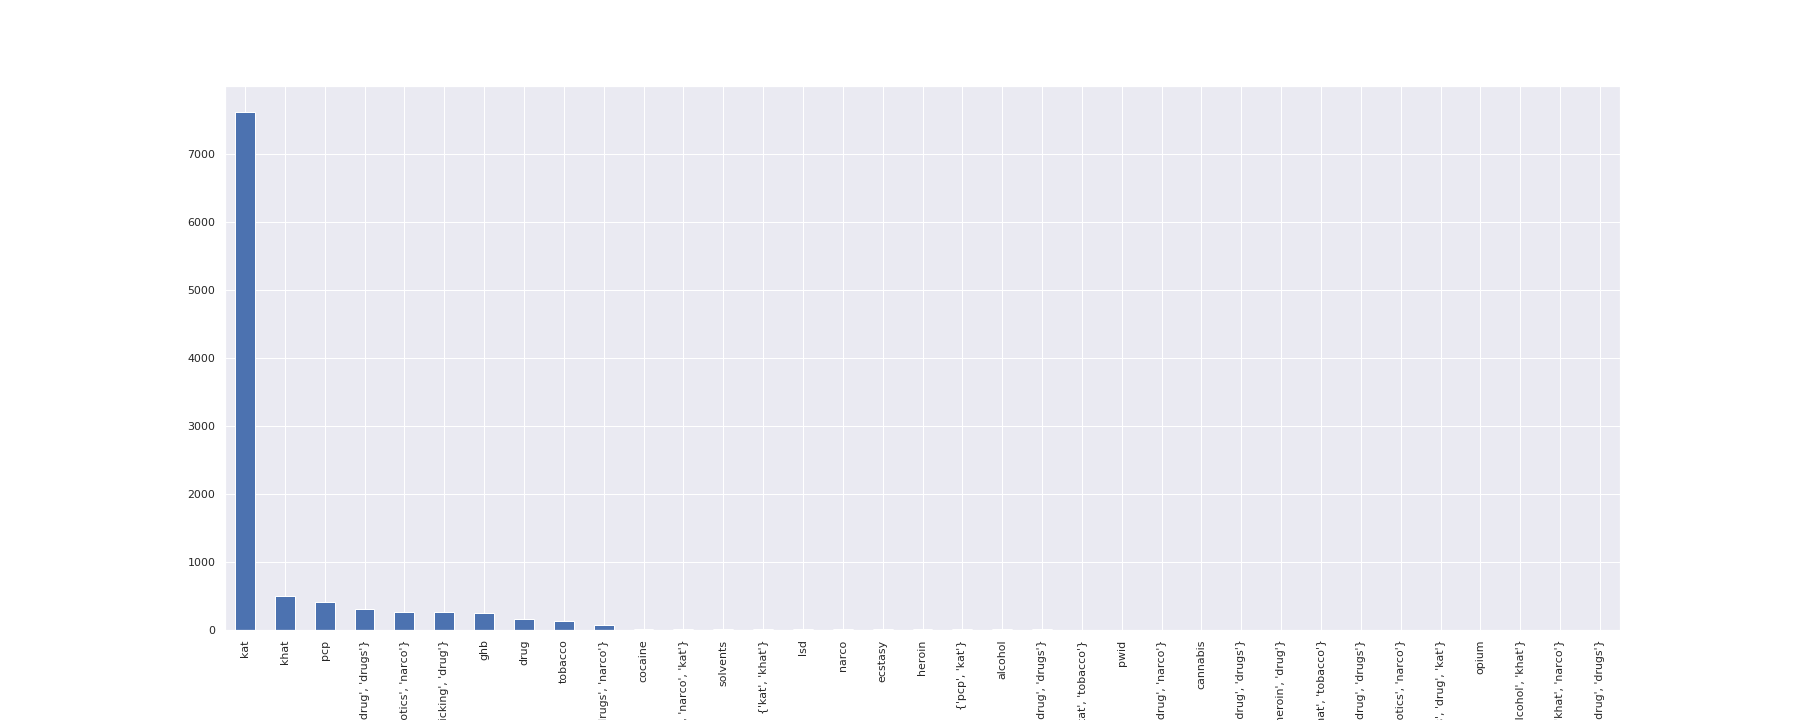 7000
6000
5000
4000
3000
2000
1000
0
kat
khat
pcp
drug', 'drugs'}
otics', 'narco'}
icking', 'drug'}
ghb
drug
tobacco
rugs', 'narco'}
cocaine
, 'narco', 'kat'}
solvents
{'kat', 'khat'}
lsd
narco
ecstasy
heroin
{'pcp', 'kat'}
alcohol
drug', 'drugs'}
at', 'tobacco'}
pwid
drug', 'narco'}
cannabis
drug', 'drugs'}
heroin', 'drug'}
hat', 'tobacco'}
drug', 'drugs'}
otics', 'narco'}
', 'drug', 'kat'}
opium
lcohol', 'khat'}
khat', 'narco'}
drug', 'drugs'}